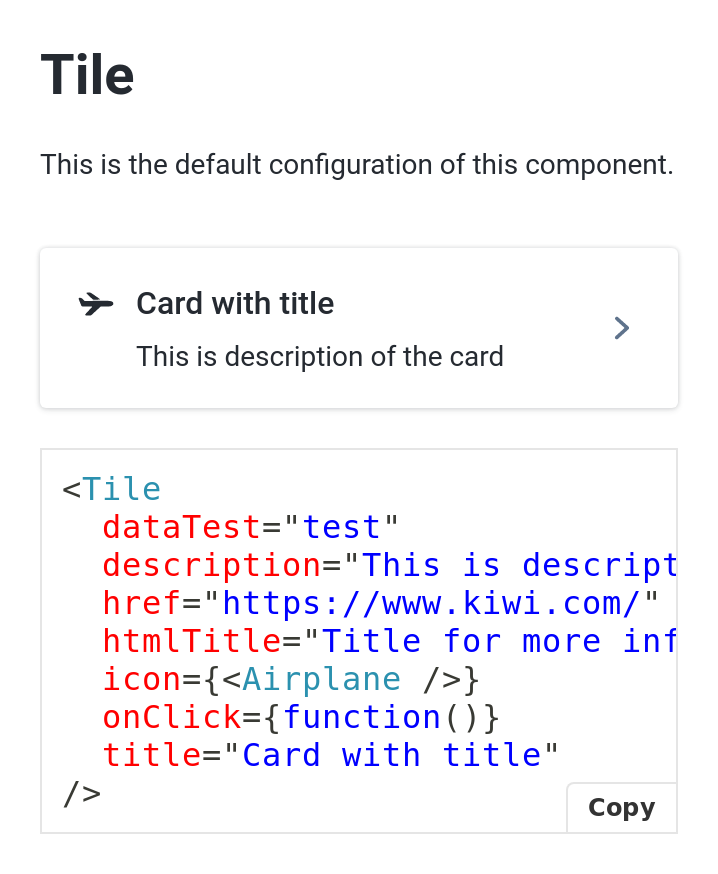 Tile
This is the default configuration of this component.
Card with title
This is description of the card
<Tile
  dataTest="test"
  description="This is descript
  href="https://www.kiwi.com/"
  htmlTitle="Title for more inf
  icon={<Airplane />}
  onClick={function()}
  title="Card with title"
/>
Copy